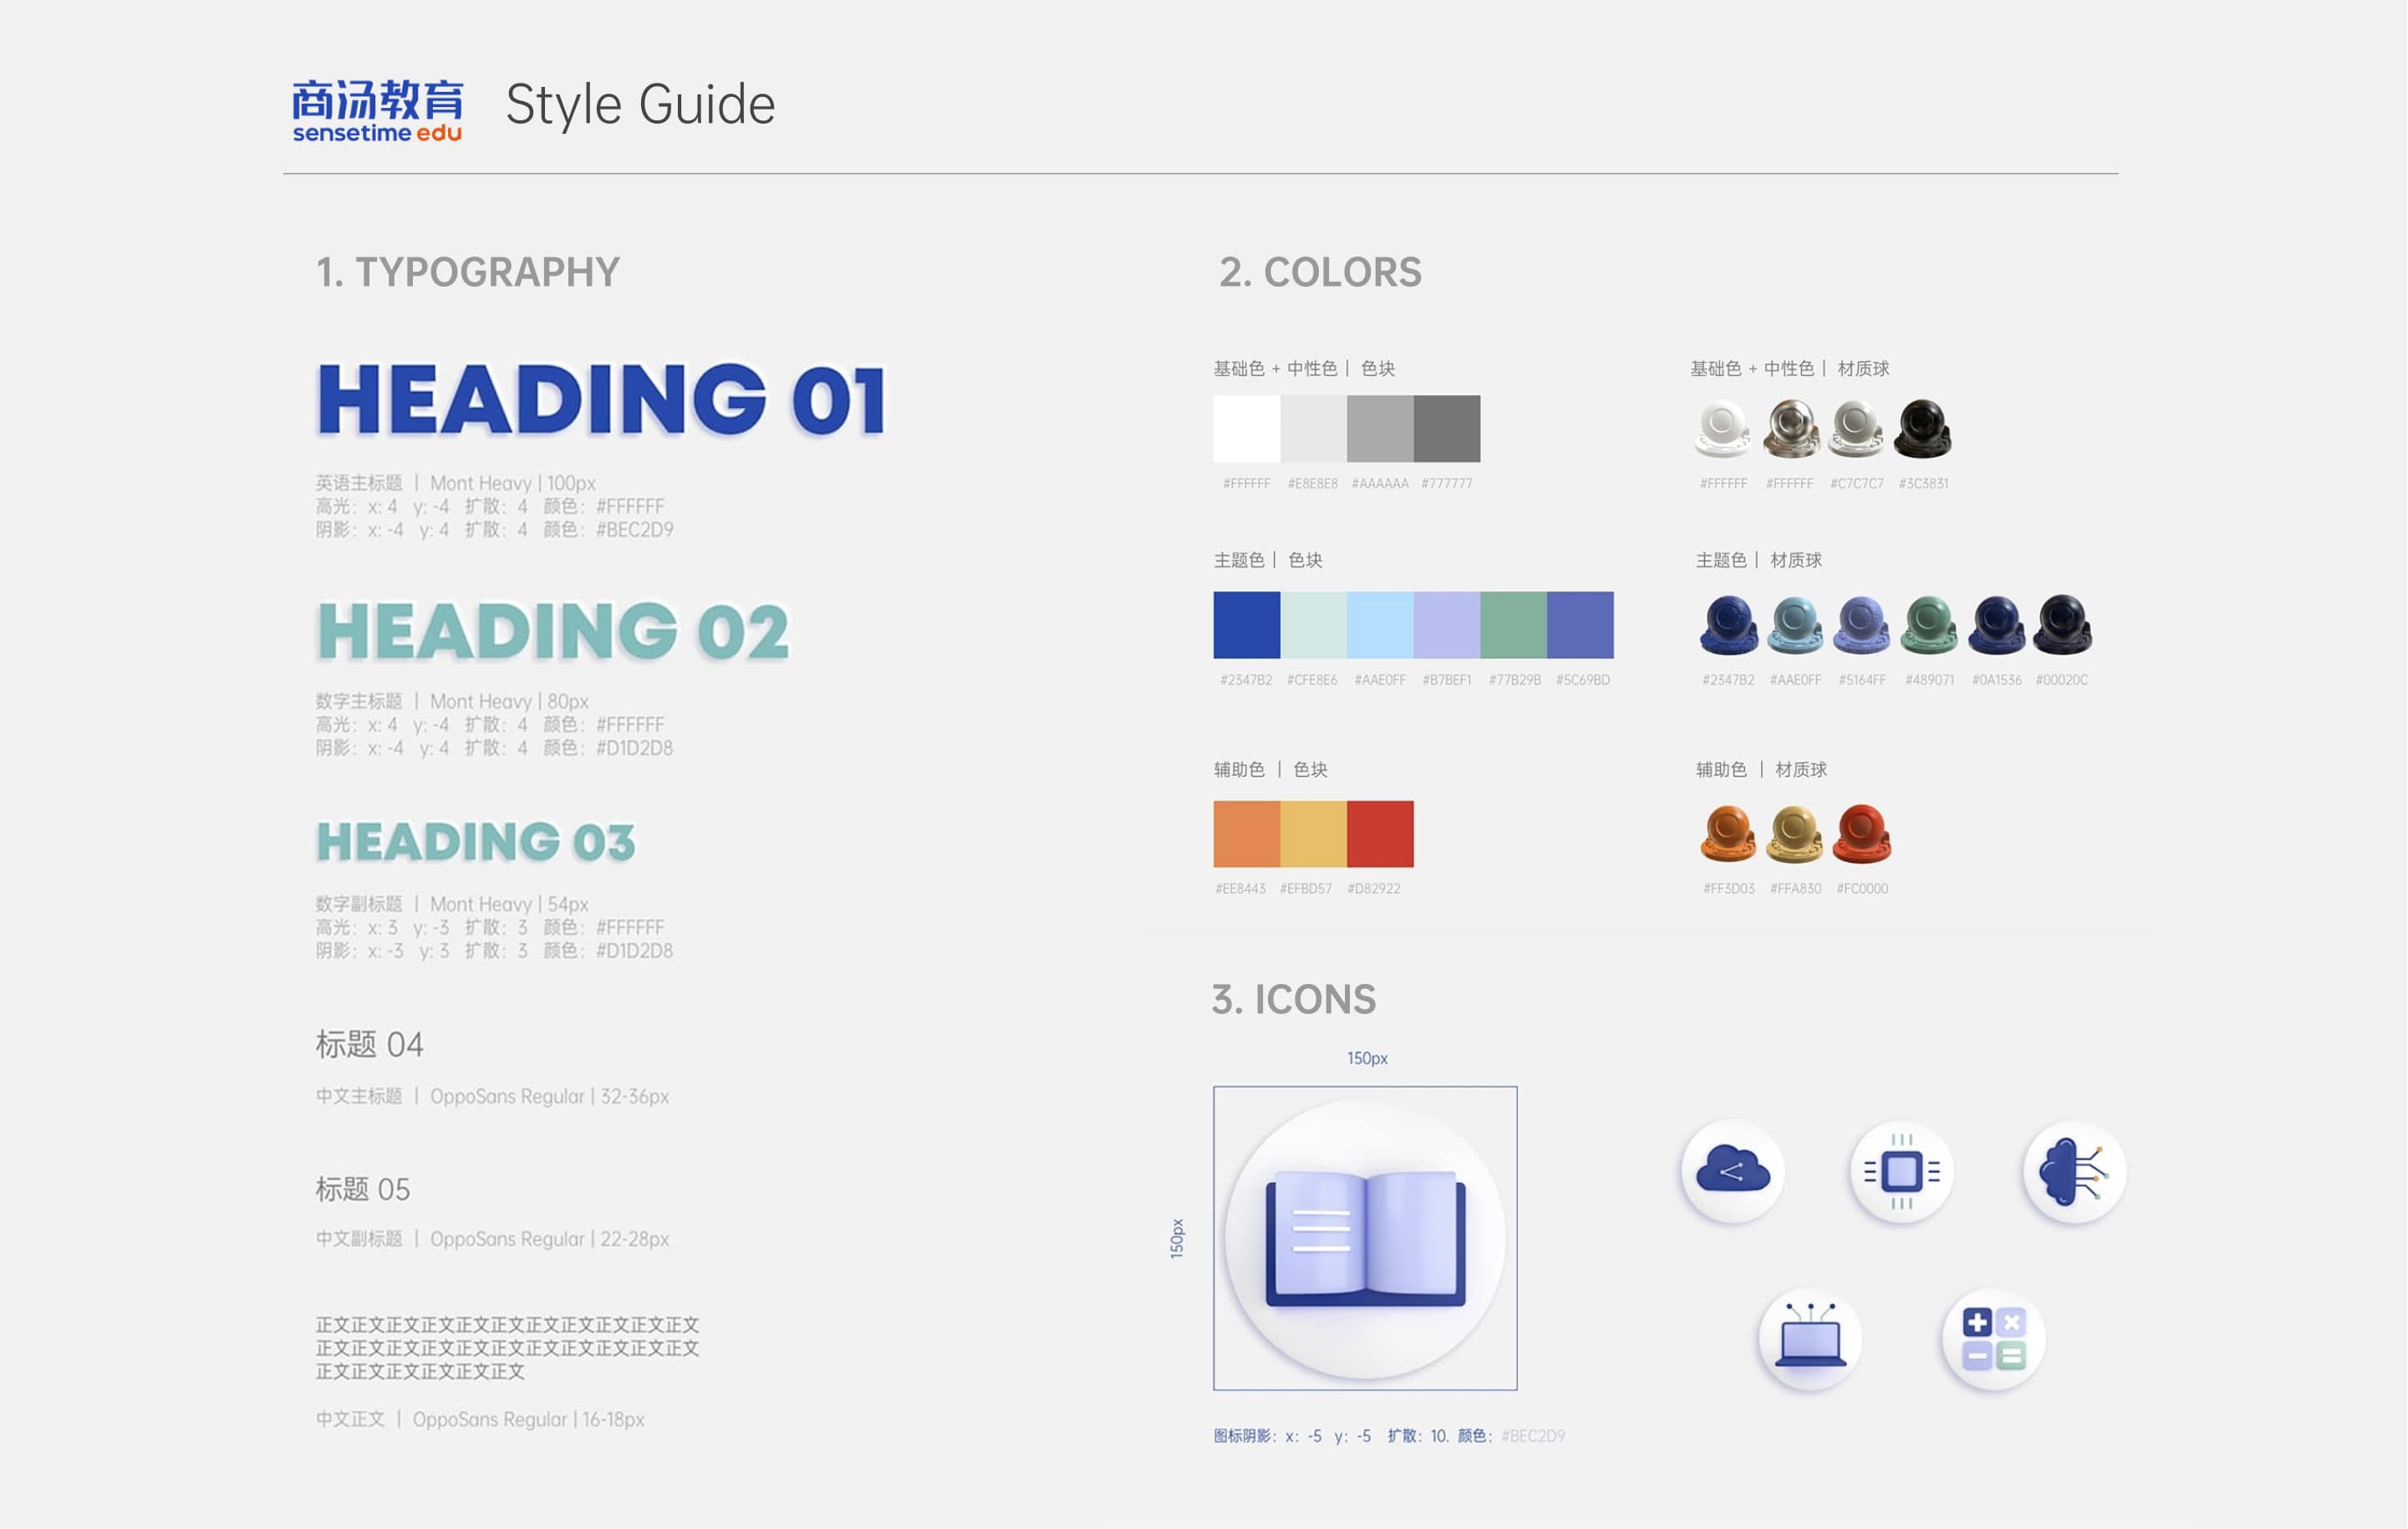 商汤教育
sensetime edu
Style Guide
1. TYPOGRAPHY
HEADING 01
英语主标题 | Mont Heavy | 100px
高光: x: 4 y: -4 扩散: 4 颜色: #FFFFFF
阴影: x: -4 y: 4 扩散: 4 颜色: #BEC2D9
HEADING 02
数字主标题 | Mont Heavy | 80px
高光: x: 4 y: -4 扩散: 4 颜色: #FFFFFF
阴影: x: -4 y: 4 扩散: 4 颜色: #D1D2D8
HEADING 03
数字副标题 | Mont Heavy | 54px
高光: x: 3 y: -3 扩散: 3 颜色: #FFFFFF
阴影: x: -3 y: 3 扩散: 3 颜色: #D1D2D8
标题 04
中文主标题 | OppoSans Regular | 32-36px
标题 05
中文副标题 | OppoSans Regular | 22-28px
正文正文正文正文正文正文正文正文正文正文正文
正文正文正文正文正文正文正文正文正文正文正文
正文正文正文正文正文正文
中文正文 | OppoSans Regular | 16-18px
2. COLORS
基础色 + 中性色 | 色块
#FFFFFF #E8E8E8 #AAAAAA #777777
基础色 + 中性色 | 材质球
#FFFFFF #FFFFFF #C7C7C7 #3C3831
主题色 | 色块
#2347B2 #CFE8E6 #AAE0FF #B7BEF1 #77B29B #5C69BD
主题色 | 材质球
#2347B2 #AAE0FF #5164FF #489071 #0A1536 #00020C
辅助色 | 色块
#EE8443 #EFBD57 #D82922
辅助色 | 材质球
#FF3D03 #FFA830 #FC0000
3. ICONS
150px
150px
图标阴影: x: -5 y: -5 扩散: 10. 颜色: #BEC2D9